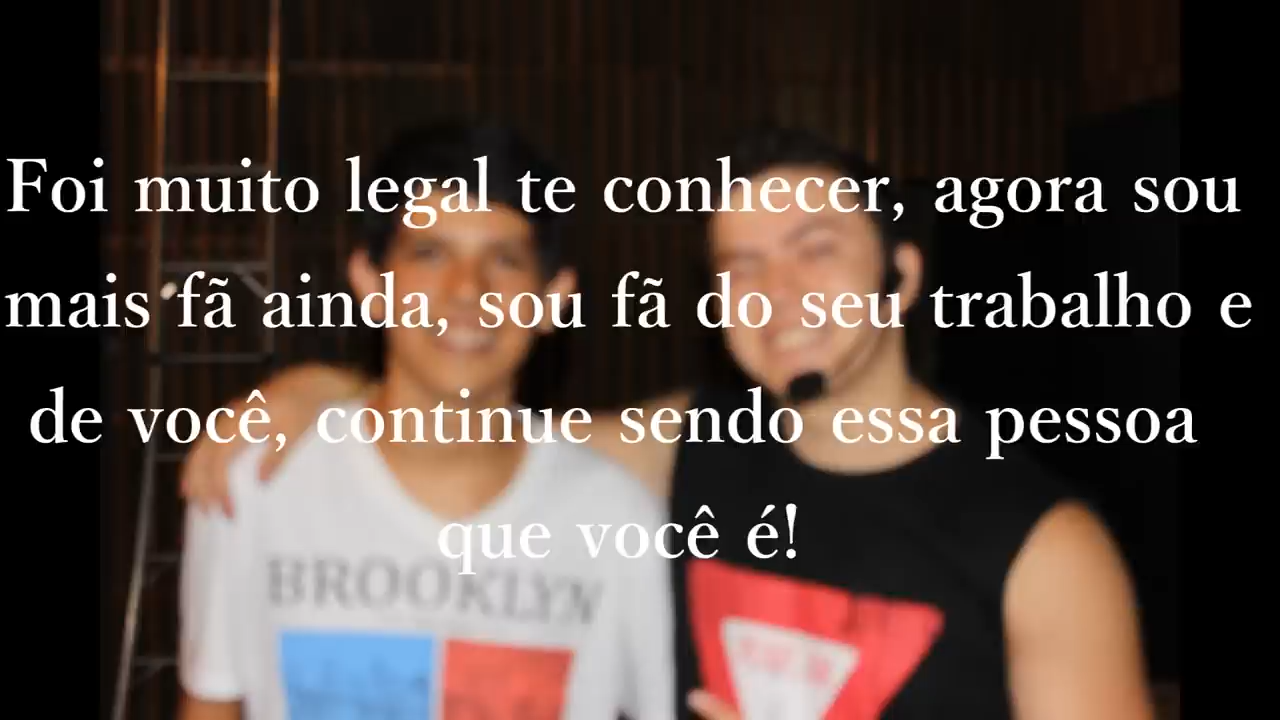 Foi muito legal te conhecer, agora sou
mais fã ainda, sou fã do seu trabalho e
de você, continue sendo essa pessoa
que você é!
BROOKLYN